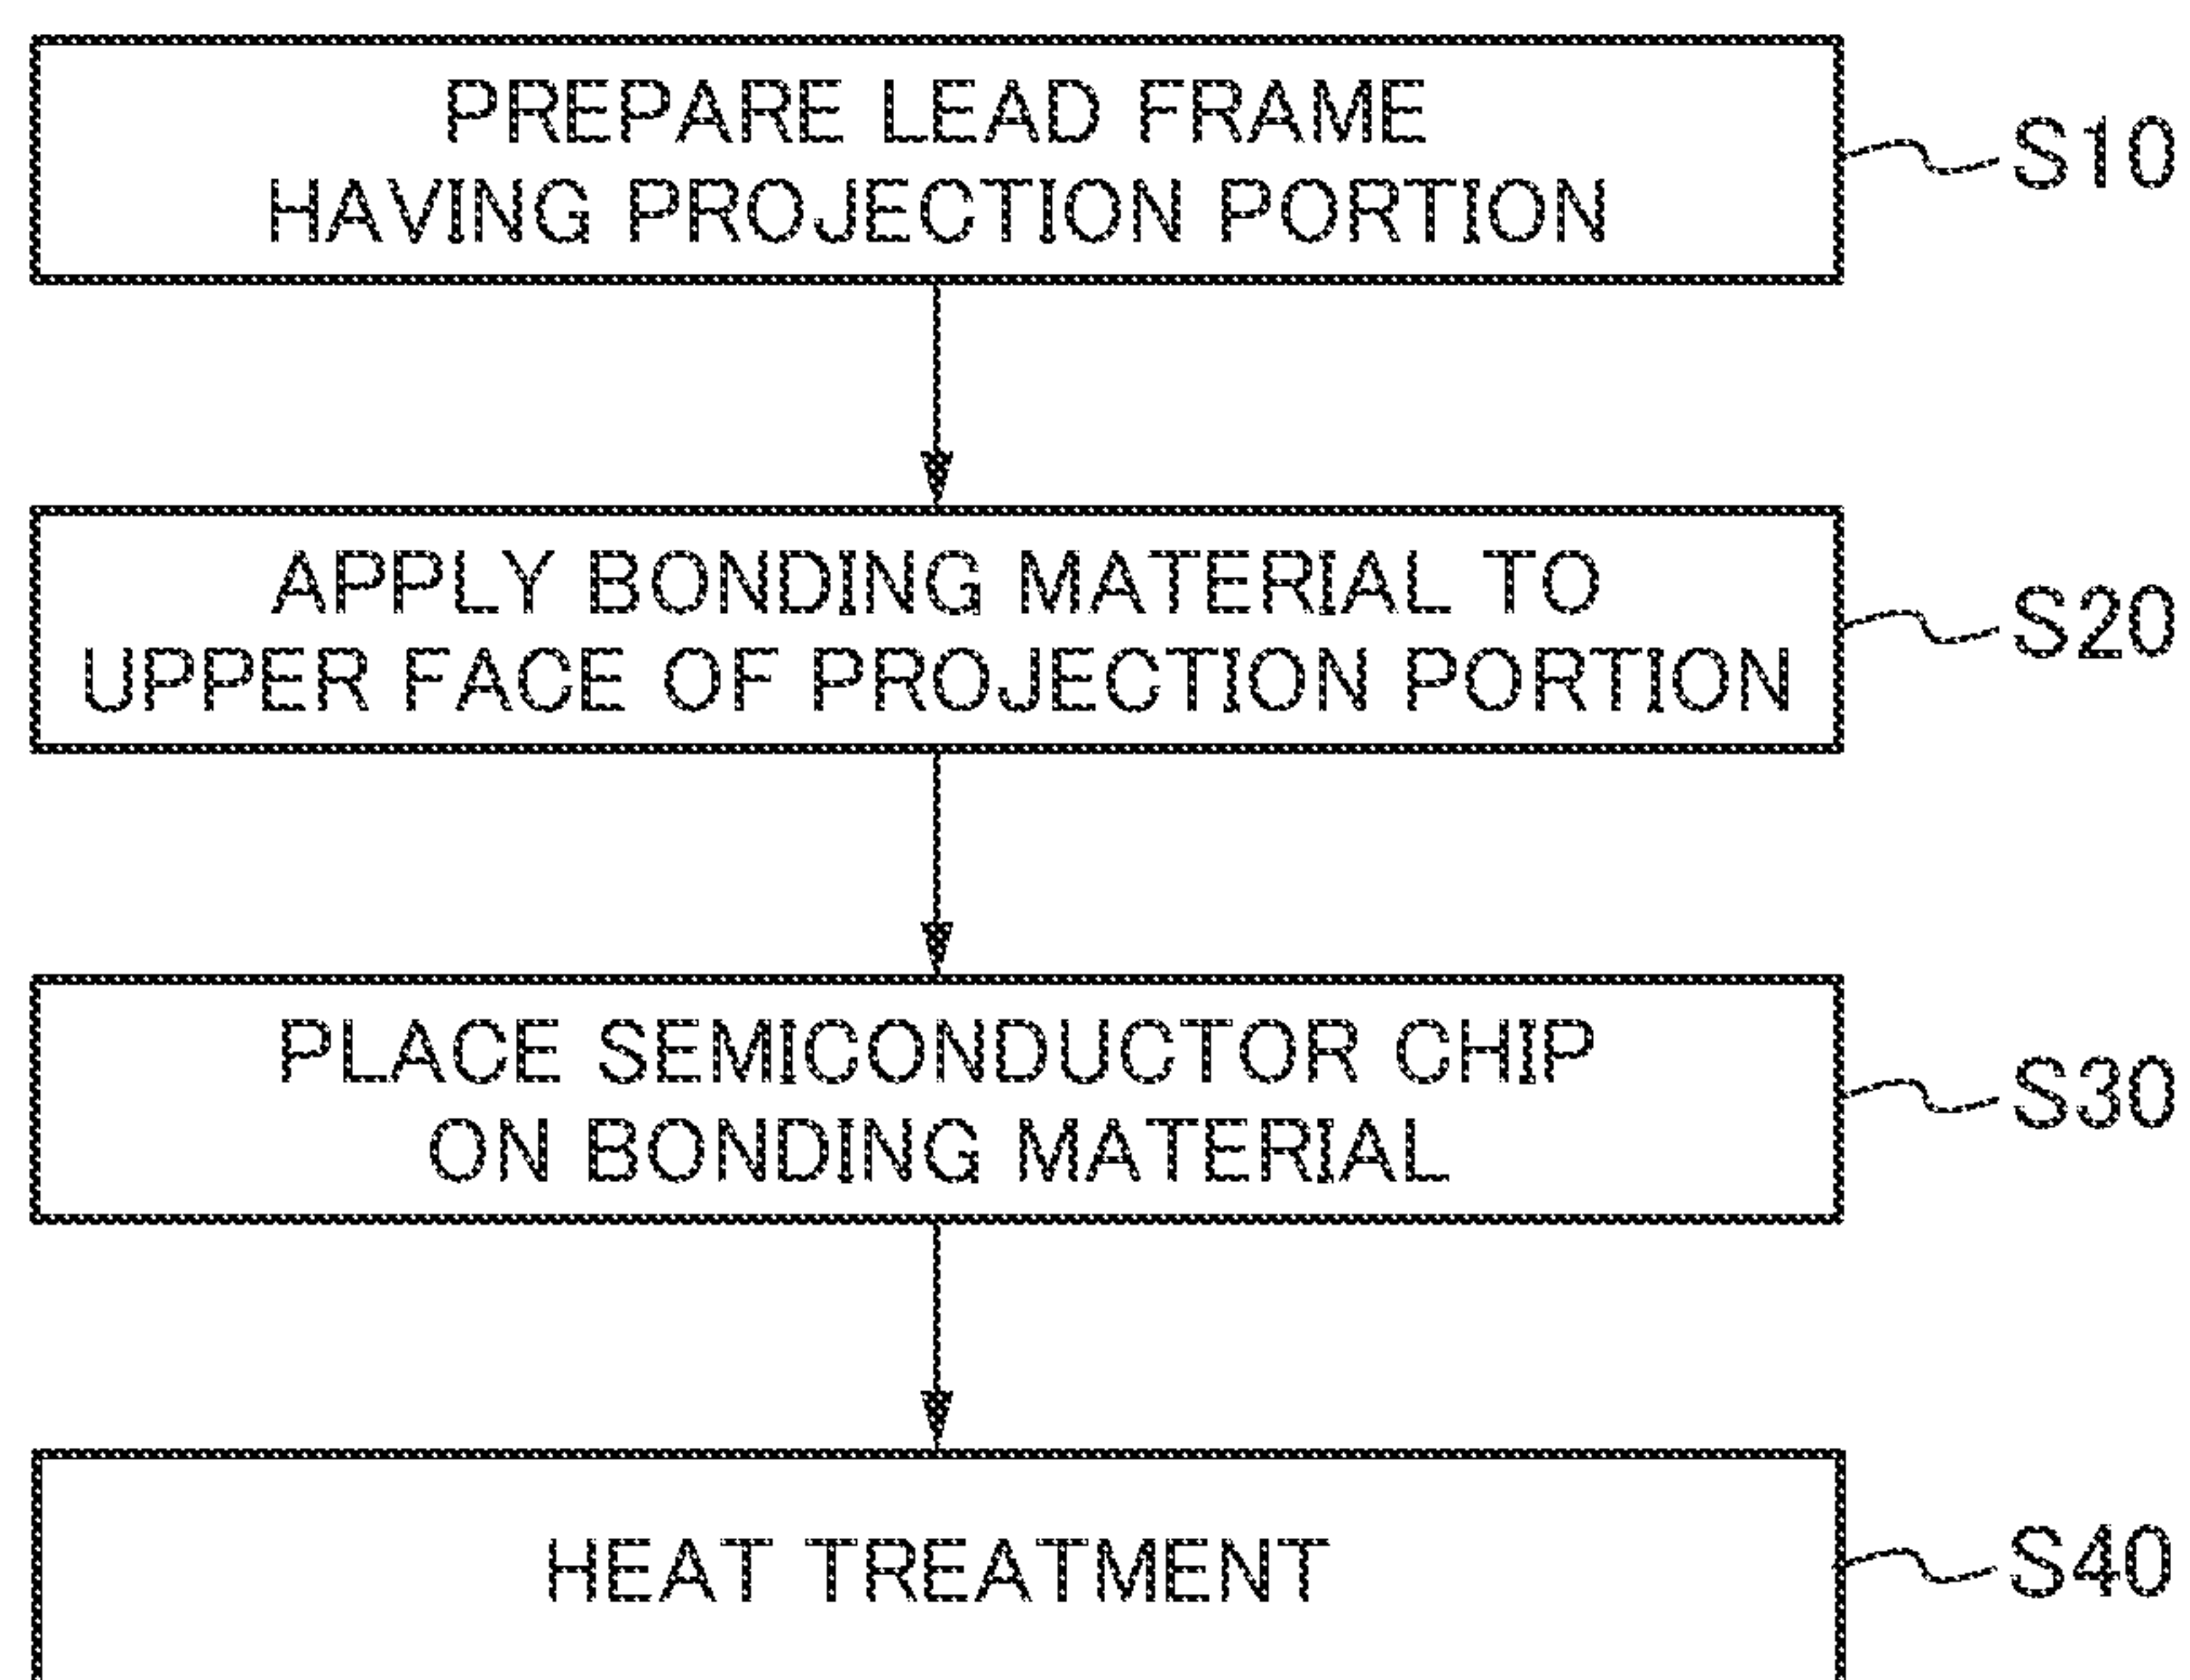 PREPARE LEAD FRAME
HAVING PROJECTION PORTION
S10
APPLY BONDING MATERIAL TO
UPPER FACE OF PROJECTION PORTION
S20
PLACE SEMICONDUCTOR CHIP
ON BONDING MATERIAL
S30
HEAT TREATMENT
S40